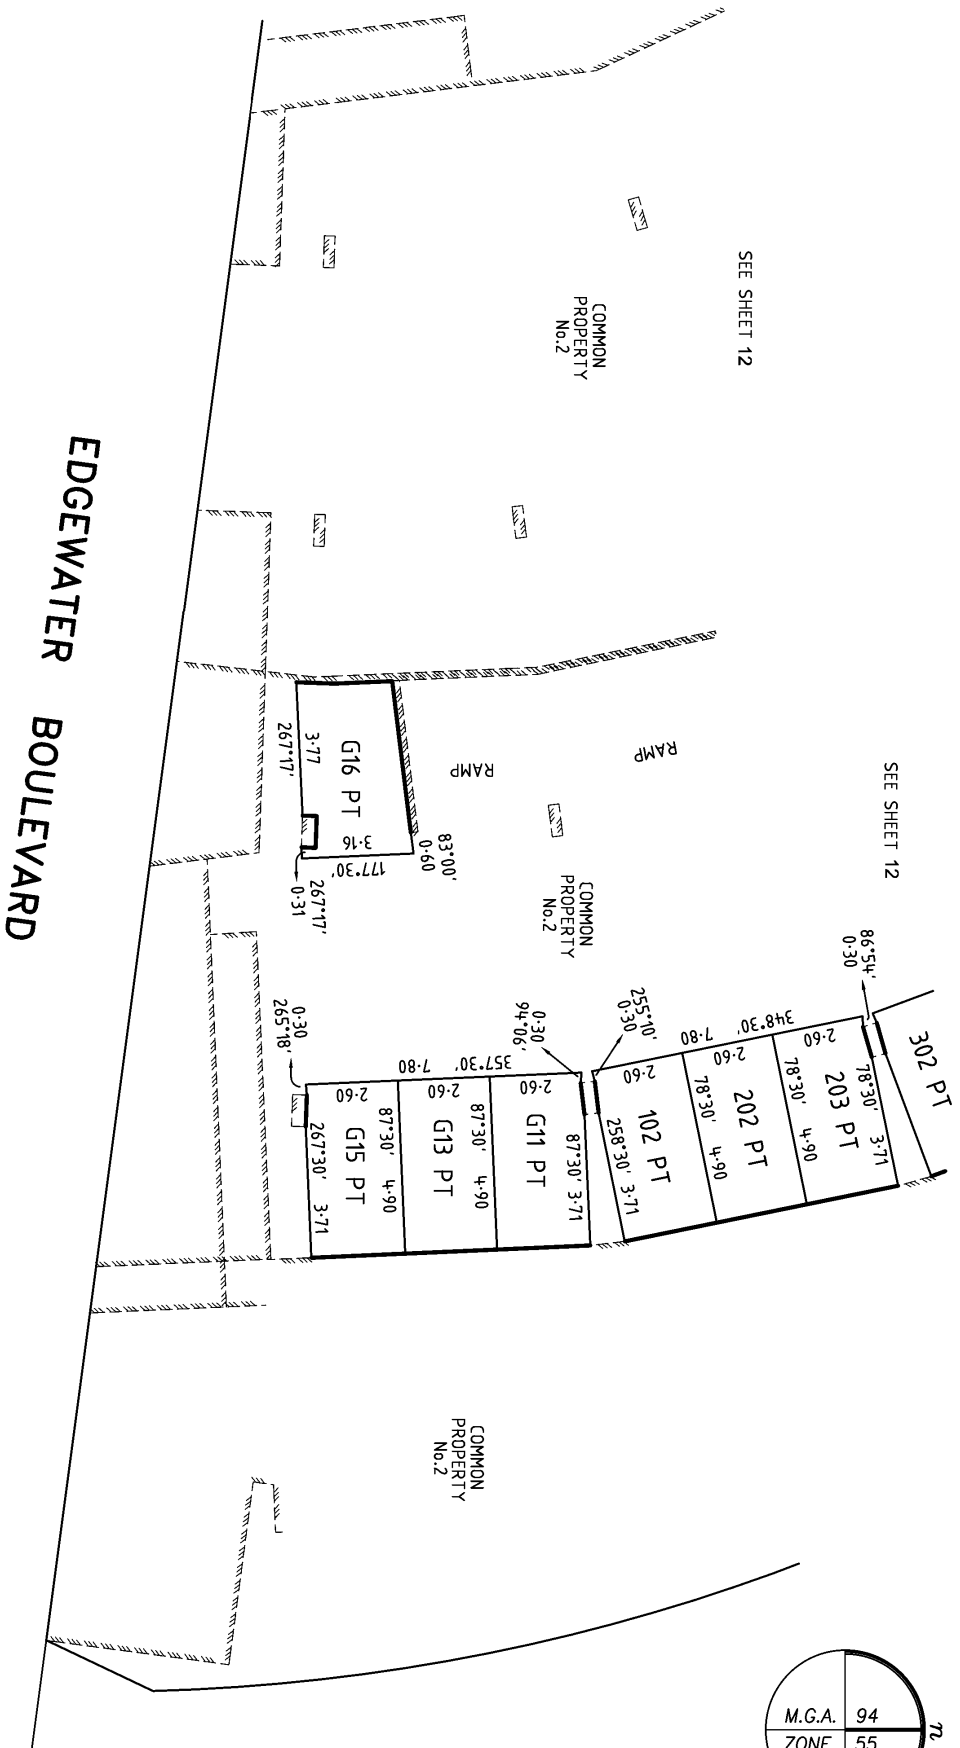 SEE SHEET 12
COMMON
PROPERTY
No.2
EDGEWATER BOULEVARD
RAMP
RAMP
SEE SHEET 12
G16 PT
3·77
267°17'
3·16
177°30'
83°00'
0·60
267°17'
0·31
COMMON
PROPERTY
No.2
86°54'
0·30
302 PT
348°30'
7·80
2·60
203 PT
78°30' 3·71
78°30' 4·90
2·60
202 PT
78°30' 4·90
2·60
102 PT
258°30' 3·71
255°10'
0·30
0·30
94°06'
357°30'
7·80
2·60
G11 PT
87°30' 3·71
87°30' 4·90
2·60
G13 PT
87°30' 4·90
2·60
G15 PT
267°30' 3·71
0·30
265°18'
COMMON
PROPERTY
No.2
M.G.A. 94
ZONE 55
n